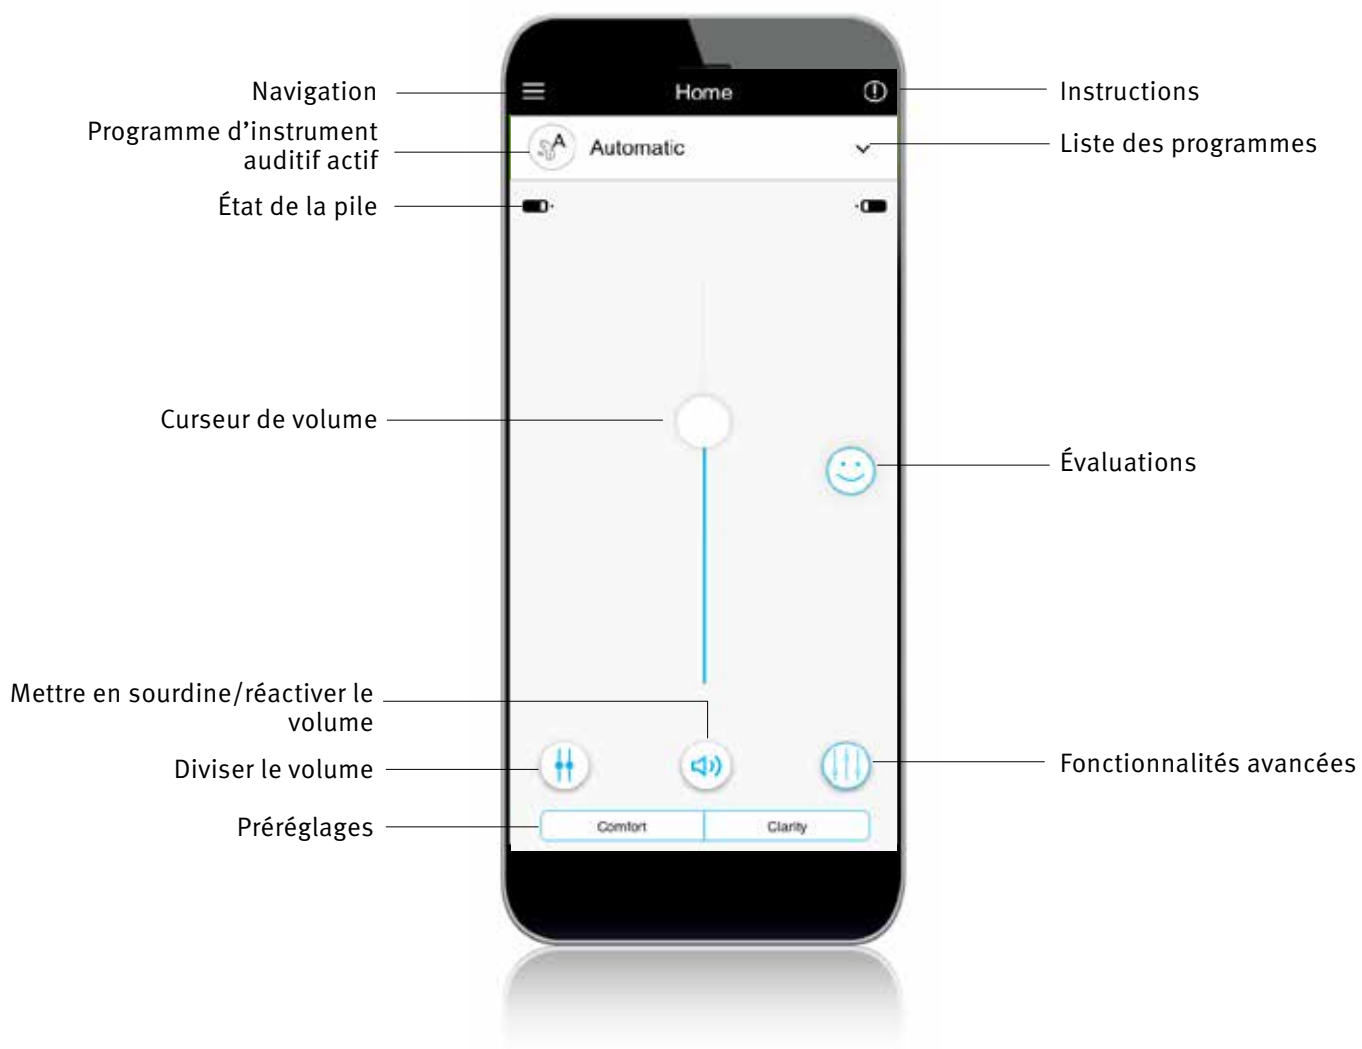 Navigation
Home
Instructions
Programme d'instrument
auditif actif
A
Automatic
Liste des programmes
État de la pile
Curseur de volume
Évaluations
Mettre en sourdine/réactiver le
volume
Diviser le volume
Fonctionnalités avancées
Préréglages
Comfort
Clarity